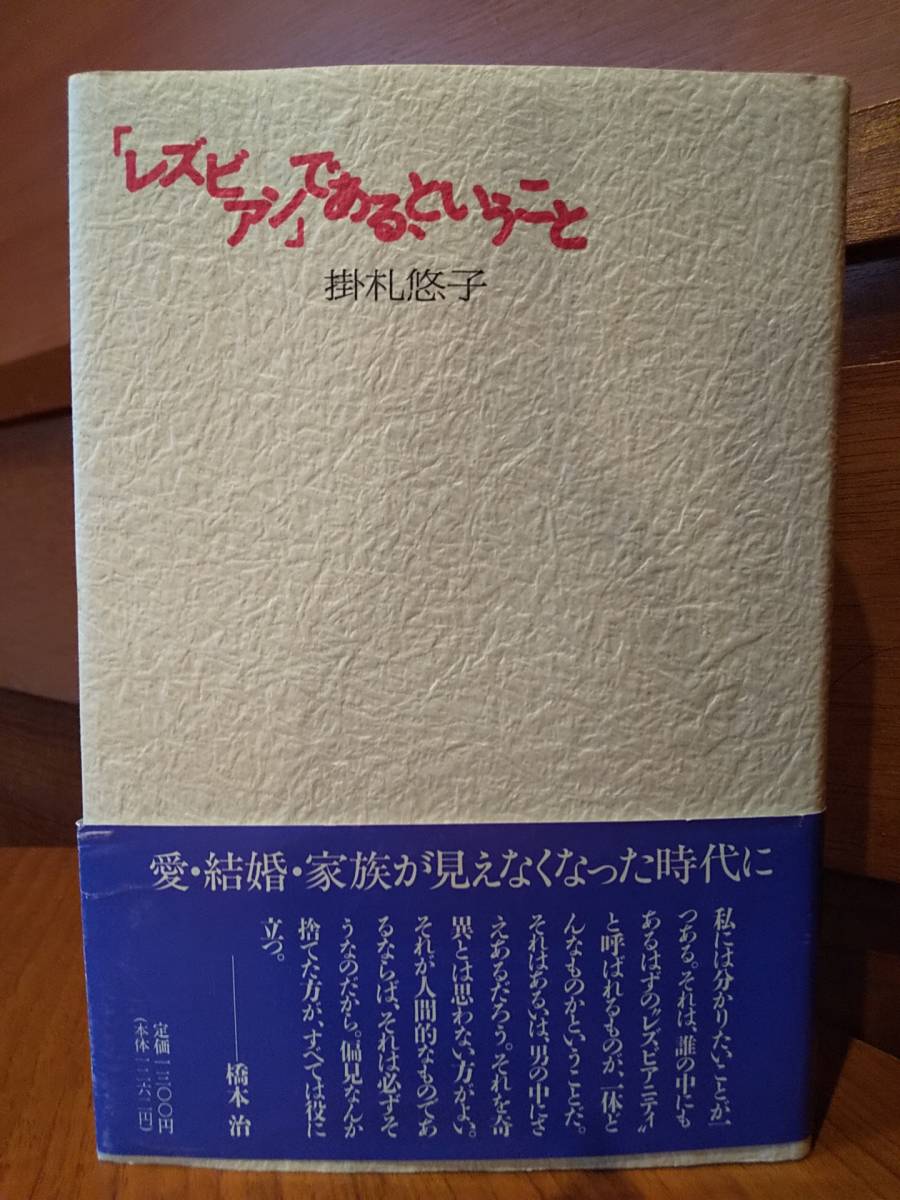 「レズビアン」である、ということ
掛札悠子
愛・結婚・家族が見えなくなった時代に
私には分かりたいことが一
つある。それは、誰の中にも
あるはずの〝レズビアニティ〟
と呼ばれるものが、一体ど
んなものかということだ。
それはあるいは、男の中にさ
えあるだろう。それを奇
異とは思わない方がよい。
それが人間的なものであ
るならば、それは必ずそ
うなのだから。偏見なんか
捨てた方が、すべては役に
立つ。
――橋本 治
定価一三〇〇円
(本体一二六二円)